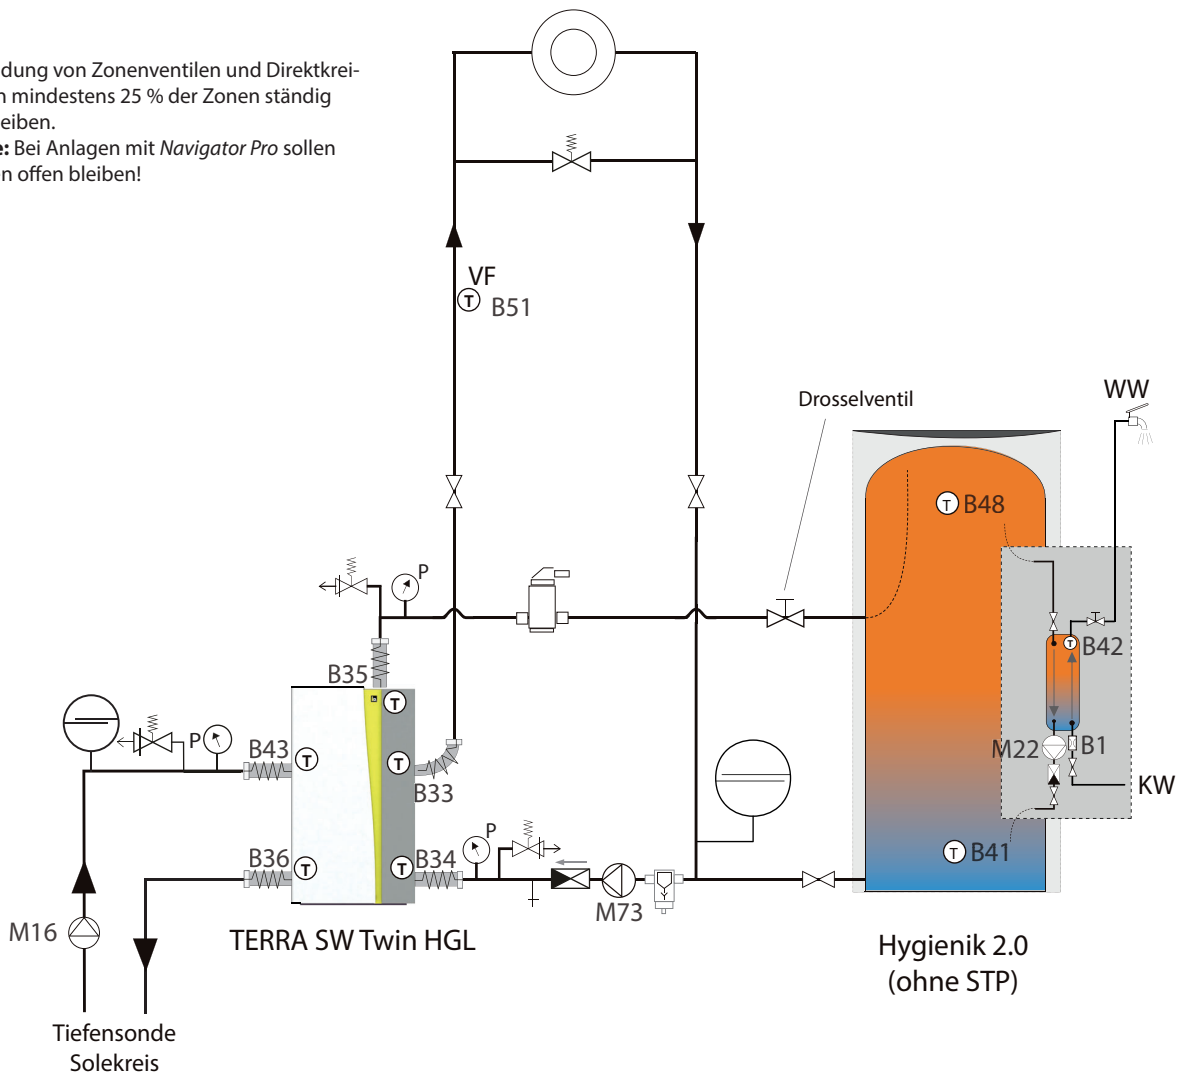 dung von Zonenventilen und Direktkrei-
n mindestens 25 % der Zonen ständig
eiben.
e: Bei Anlagen mit Navigator Pro sollen
en offen bleiben!
VF
T B51
Drosselventil
WW
T B48
P
B35
T
T B42
P
B43
T
T
B33
M22
B1
KW
P
B36
T
T
B34
T B41
M73
M16
TERRA SW Twin HGL
Hygienik 2.0
(ohne STP)
Tiefensonde
Solekreis